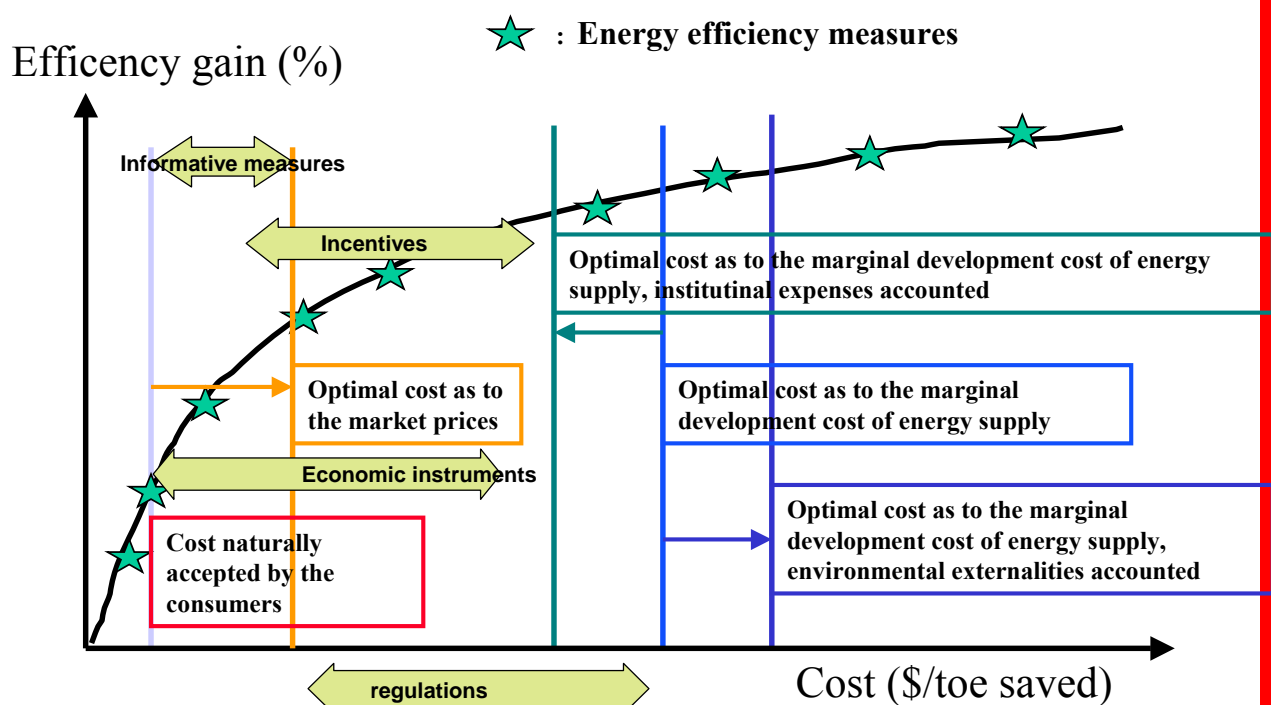 : Energy efficiency measures
Efficency gain (%)
Informative measures
Incentives
Optimal cost as to the marginal development cost of energy
supply, institutinal expenses accounted
Optimal cost as to
the market prices
Optimal cost as to the marginal
development cost of energy supply
Economic instruments
Optimal cost as to the marginal
development cost of energy supply,
environmental externalities accounted
Cost naturally
accepted by the
consumers
regulations
Cost ($/toe saved)